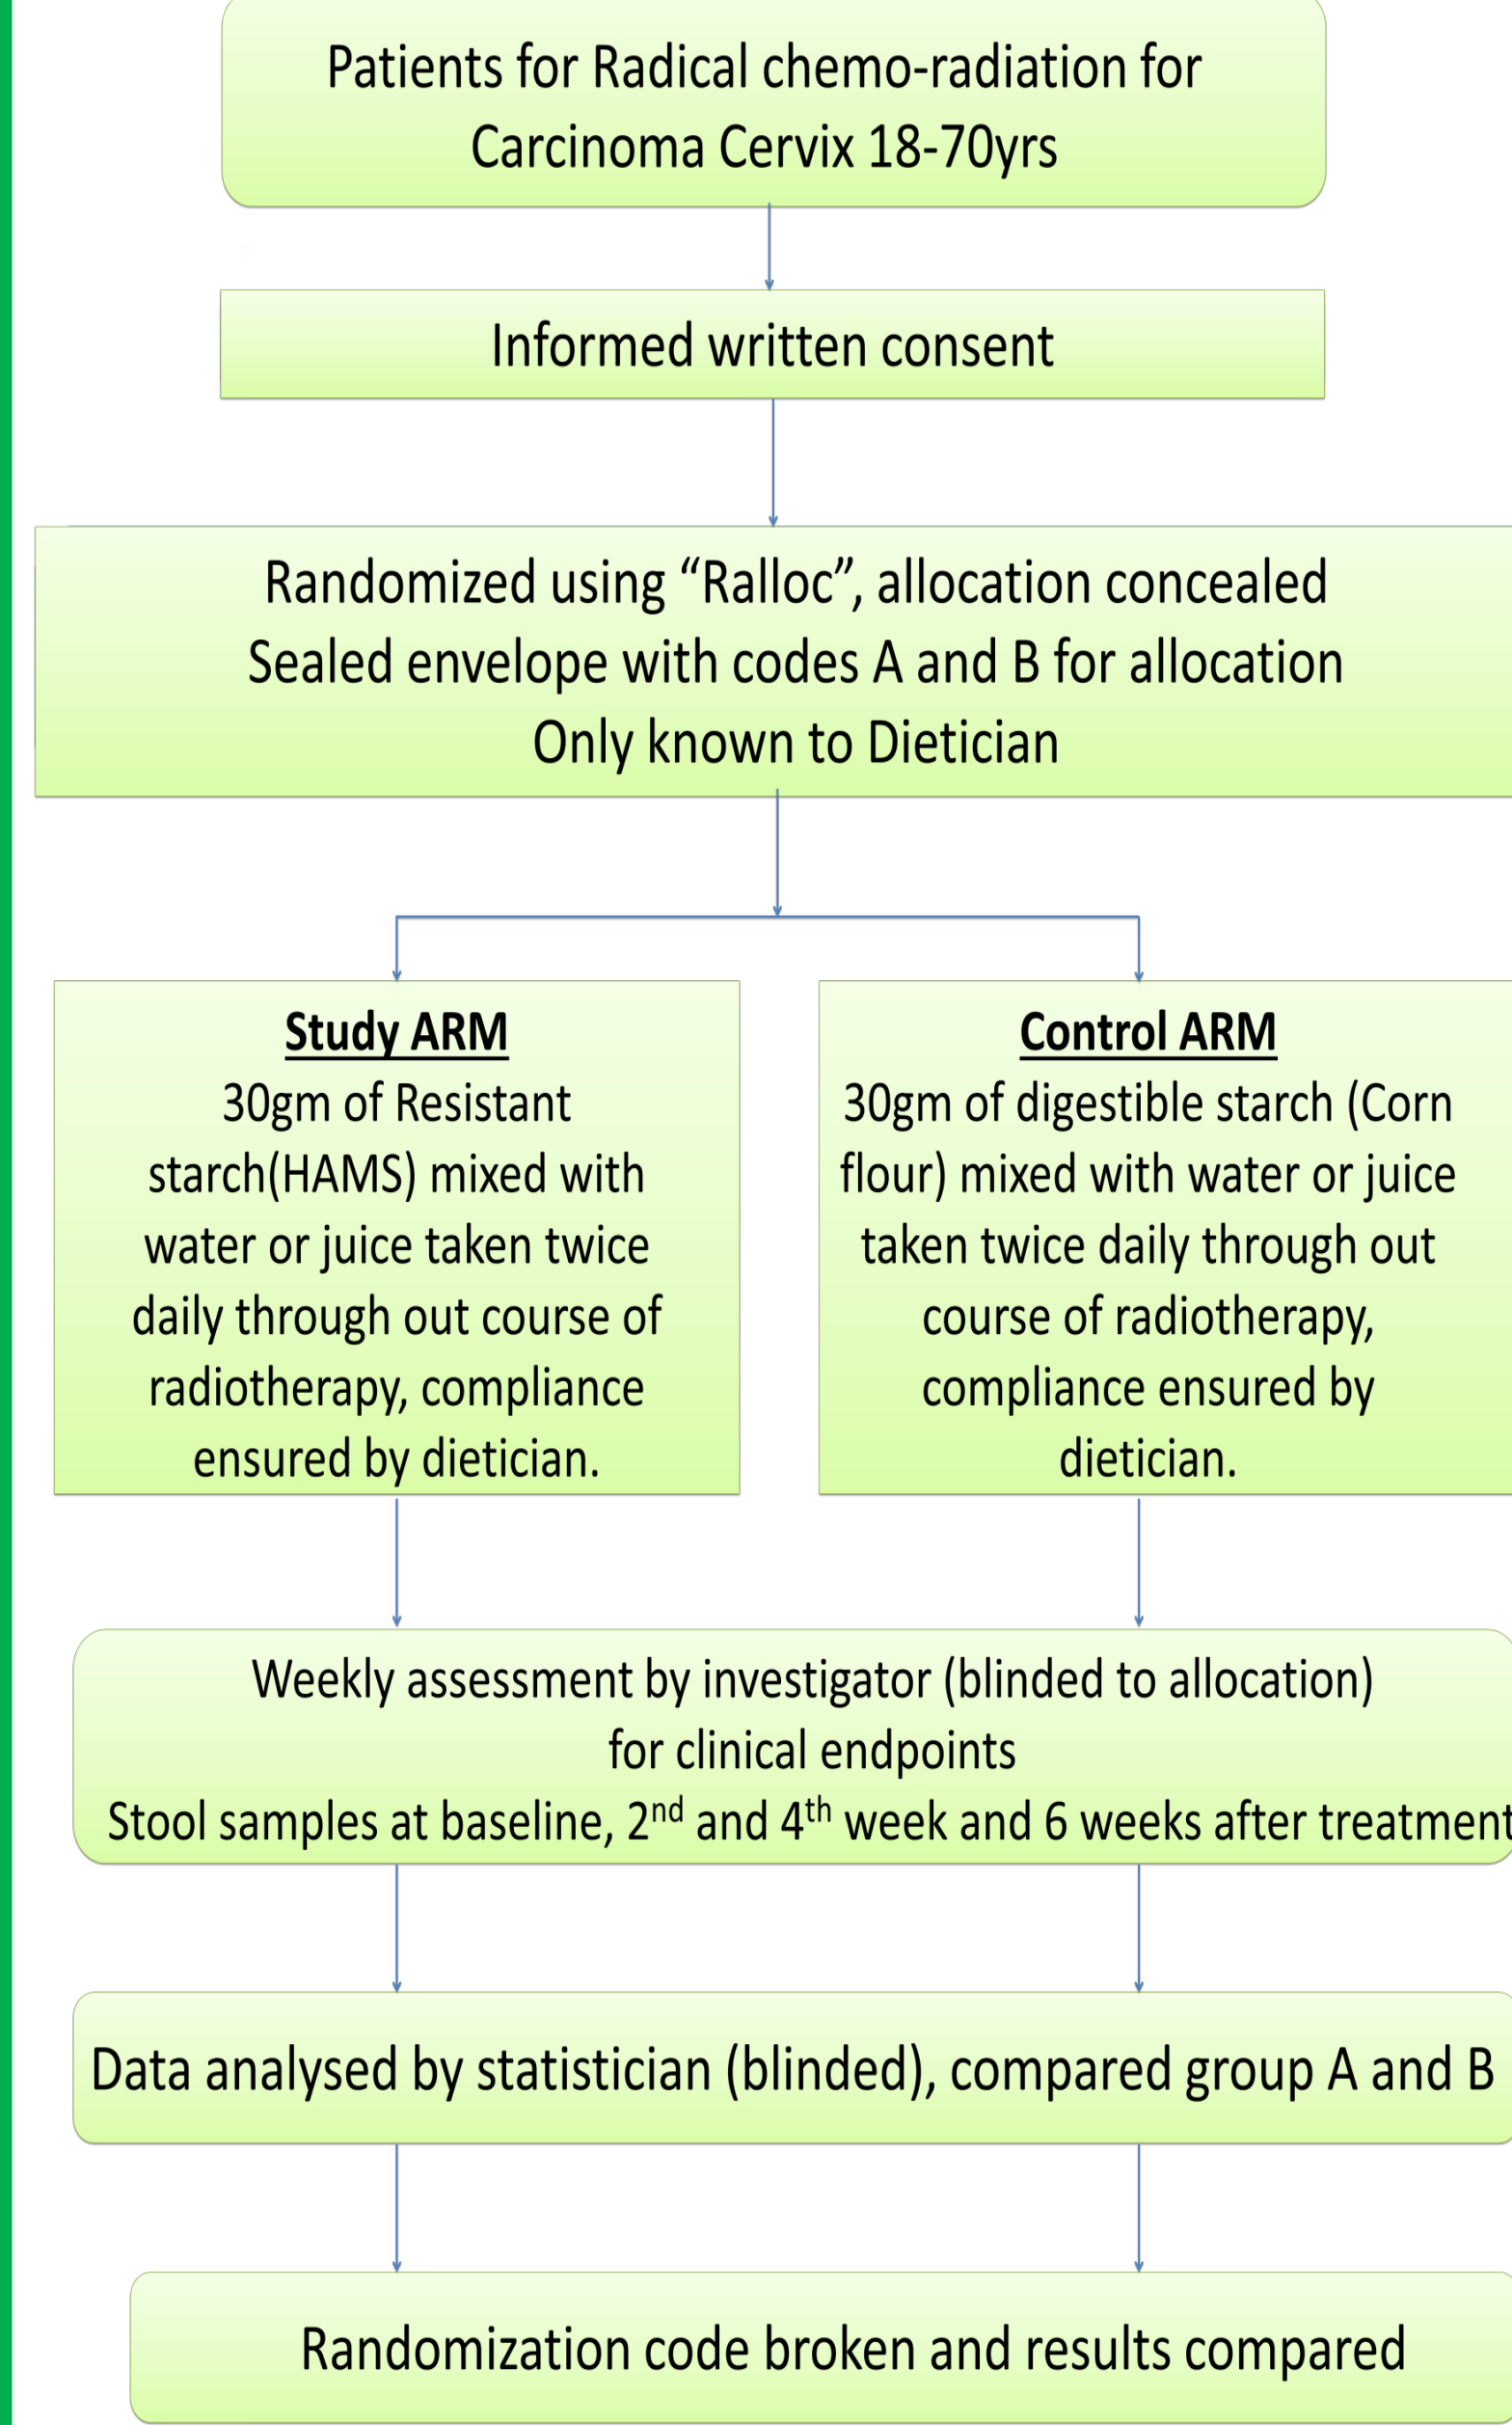 Patients for Radical chemo-radiation for
Carcinoma Cervix 18-70yrs
Informed written consent
Randomized using “Ralloc”, allocation concealed
Sealed envelope with codes A and B for allocation
Only known to Dietician
Study ARM
30gm of Resistant
starch(HAMS) mixed with
water or juice taken twice
daily through out course of
radiotherapy, compliance
ensured by dietician.
Control ARM
30gm of digestible starch (Corn
flour) mixed with water or juice
taken twice daily through out
course of radiotherapy,
compliance ensured by
dietician.
Weekly assessment by investigator (blinded to allocation)
for clinical endpoints
Stool samples at baseline, 2nd and 4th week and 6 weeks after treatment
Data analysed by statistician (blinded), compared group A and B
Randomization code broken and results compared